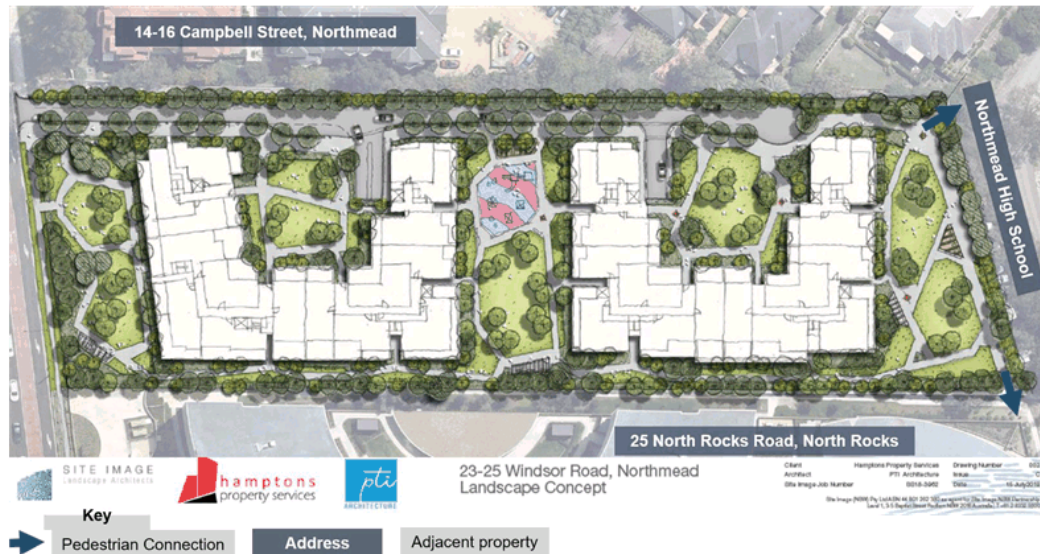 14-16 Campbell Street, Northmead
Northmead High School
25 North Rocks Road, North Rocks
SITE IMAGE
Landscape Architects
hamptons
property services
pti
ARCHITECTURE
23-25 Windsor Road, Northmead
Landscape Concept
Client Hamptons Property Services Drawing Number
Architect PTI Architecture Issue C
Site Image Job Number Date
Key
Pedestrian Connection
Address
Adjacent property